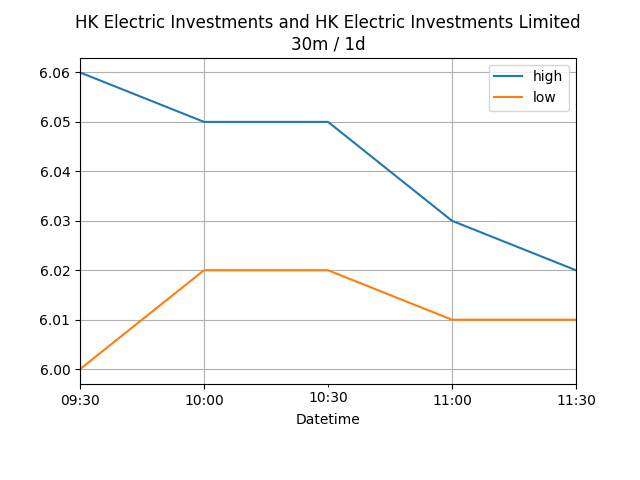 HK Electric Investments and HK Electric Investments Limited
30m / 1d
high
low
6.06
6.05
6.04
6.03
6.02
6.01
6.00
09:30 10:00 10:30 11:00 11:30
Datetime